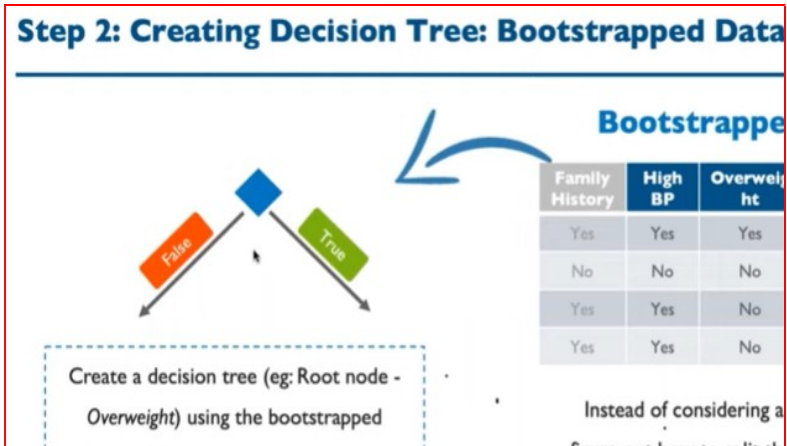 Step 2: Creating Decision Tree: Bootstrapped Data
Bootstrappe
Family History
High BP
Overweig
ht
Yes Yes Yes
No No No
Yes Yes No
Yes Yes No
False
True
Create a decision tree (eg: Root node -
Overweight) using the bootstrapped
Instead of considering a